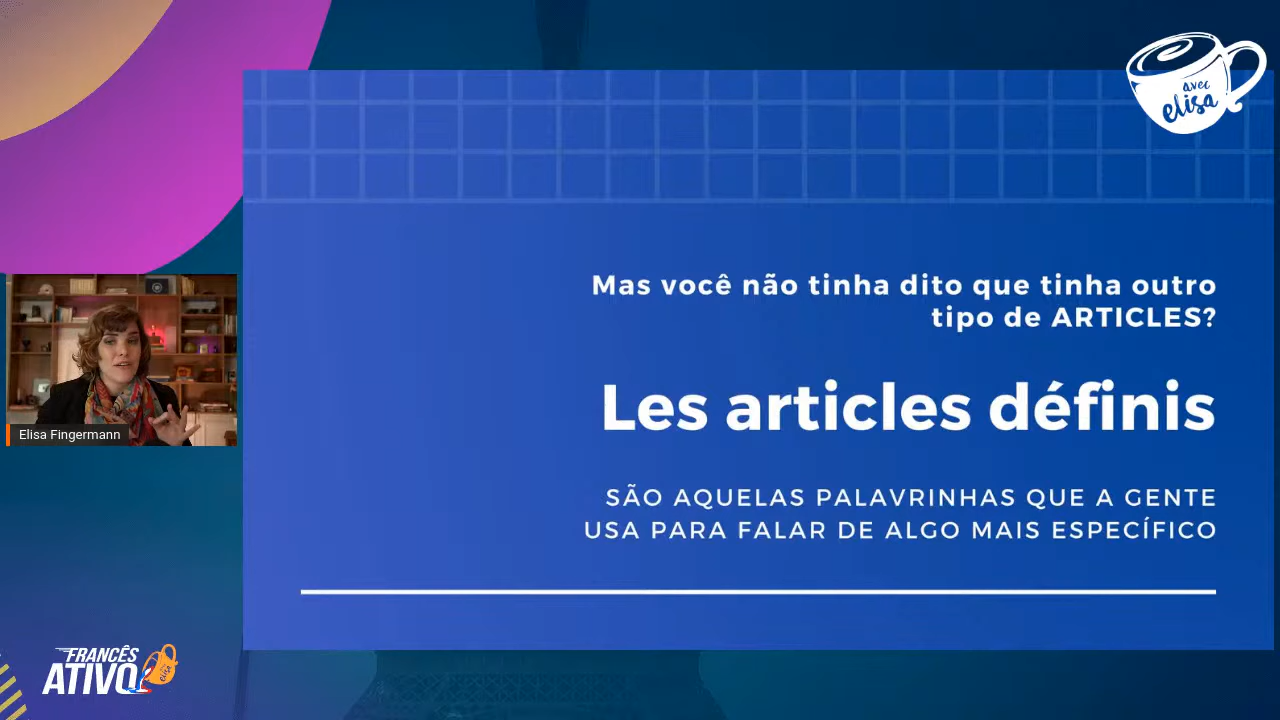 avec
elisa
Mas você não tinha dito que tinha outro
tipo de ARTICLES?
Les articles définis
SÃO AQUELAS PALAVRINHAS QUE A GENTE
USA PARA FALAR DE ALGO MAIS ESPECÍFICO
Elisa Fingermann
FRANCÊS
ATIVO
elisa